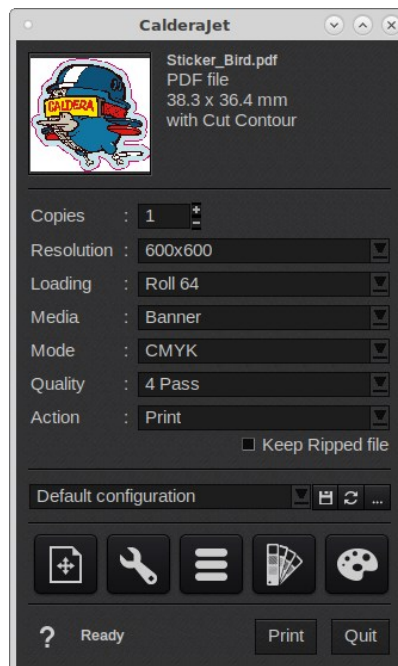 CalderaJet
CALDERA
Sticker_Bird.pdf
PDF file
38.3 x 36.4 mm
with Cut Contour
Copies : 1
Resolution : 600x600
Loading : Roll 64
Media : Banner
Mode : CMYK
Quality : 4 Pass
Action : Print
Keep Ripped file
Default configuration ...
? Ready Print Quit